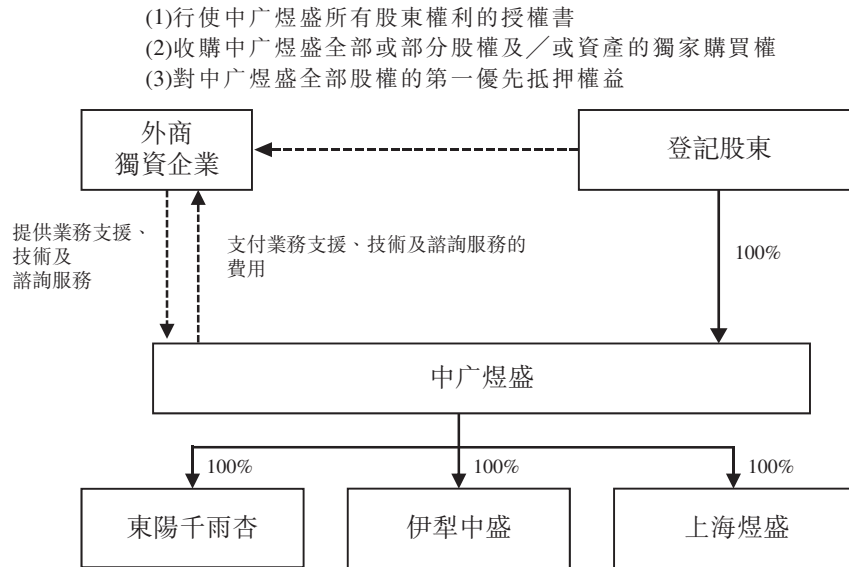 (1)行使中广煜盛所有股東權利的授權書
(2)收購中广煜盛全部或部分股權及／或資產的獨家購買權
(3)對中广煜盛全部股權的第一優先抵押權益
外商
獨資企業
登記股東
提供業務支援、
技術及
諮詢服務
支付業務支援、技術及諮詢服務的
費用
100%
中广煜盛
100%
100%
100%
東陽千雨杏
伊犁中盛
上海煜盛